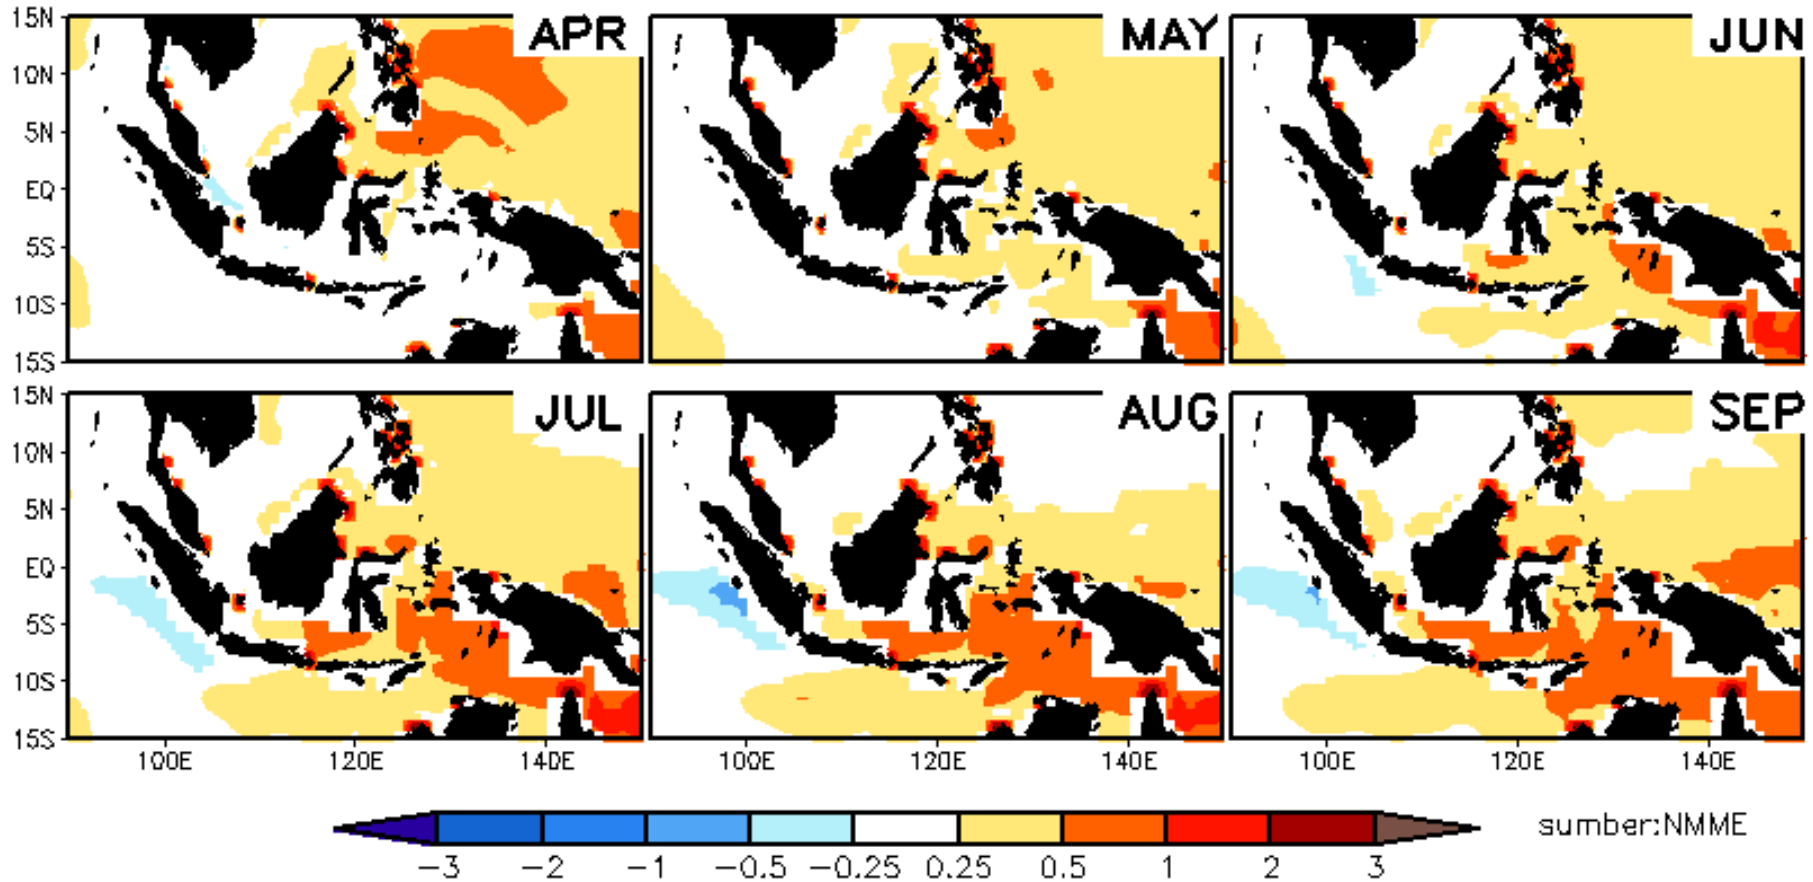 15N APR MAY JUN
10N
5N
EQ
5S
10S
15S
15N JUL AUG SEP
10N
5N
EQ
5S
10S
15S
100E 120E 140E 100E 120E 140E 100E 120E 140E
sumber:NMME
−3 −2 −1 −0.5 −0.25 0.25 0.5 1 2 3